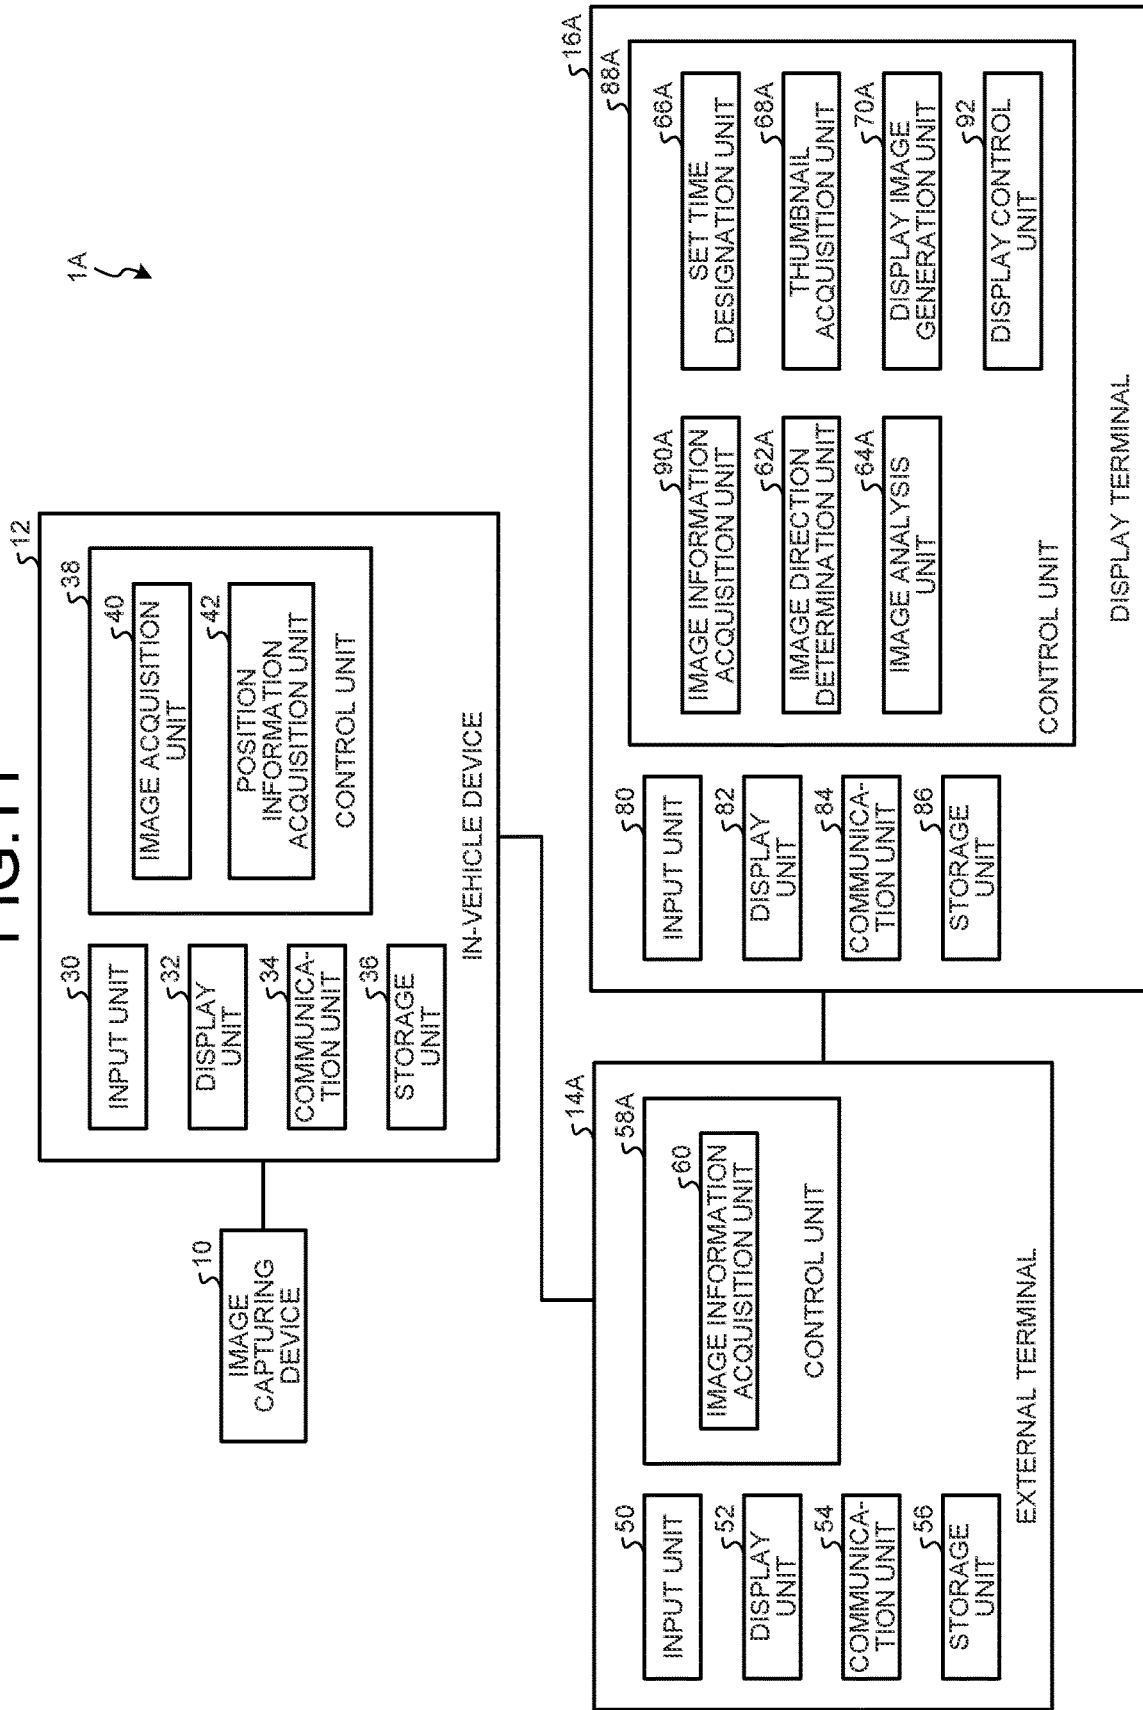 FIG.11
1A
10
IMAGE
CAPTURING
DEVICE
12
30
INPUT UNIT
32
DISPLAY
UNIT
34
COMMUNICA-
TION UNIT
36
STORAGE
UNIT
38
40
IMAGE ACQUISITION
UNIT
42
POSITION
INFORMATION
ACQUISITION UNIT
CONTROL UNIT
IN-VEHICLE DEVICE
14A
50
INPUT UNIT
52
DISPLAY
UNIT
54
COMMUNICA-
TION UNIT
56
STORAGE
UNIT
58A
60
IMAGE INFORMATION
ACQUISITION UNIT
CONTROL UNIT
EXTERNAL TERMINAL
16A
80
INPUT UNIT
82
DISPLAY
UNIT
84
COMMUNICA-
TION UNIT
86
STORAGE
UNIT
88A
90A
IMAGE INFORMATION
ACQUISITION UNIT
62A
IMAGE DIRECTION
DETERMINATION UNIT
64A
IMAGE ANALYSIS
UNIT
66A
SET TIME
DESIGNATION UNIT
68A
THUMBNAIL
ACQUISITION UNIT
70A
DISPLAY IMAGE
GENERATION UNIT
92
DISPLAY CONTROL
UNIT
CONTROL UNIT
DISPLAY TERMINAL